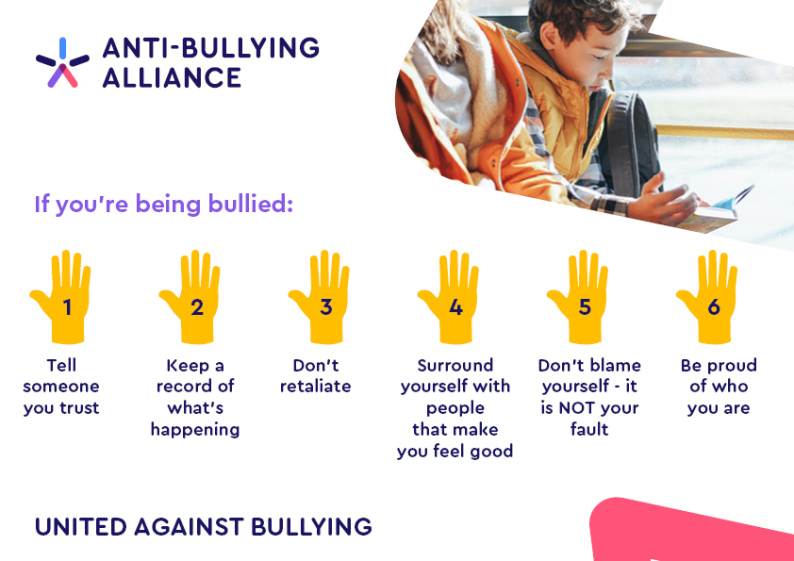 ANTI-BULLYING
ALLIANCE
If you're being bullied:
1
Tell
someone
you trust
2
Keep a
record of
what's
happening
3
Don't
retaliate
4
Surround
yourself with
people
that make
you feel good
5
Don't blame
yourself - it
is NOT your
fault
6
Be proud
of who
you are
UNITED AGAINST BULLYING